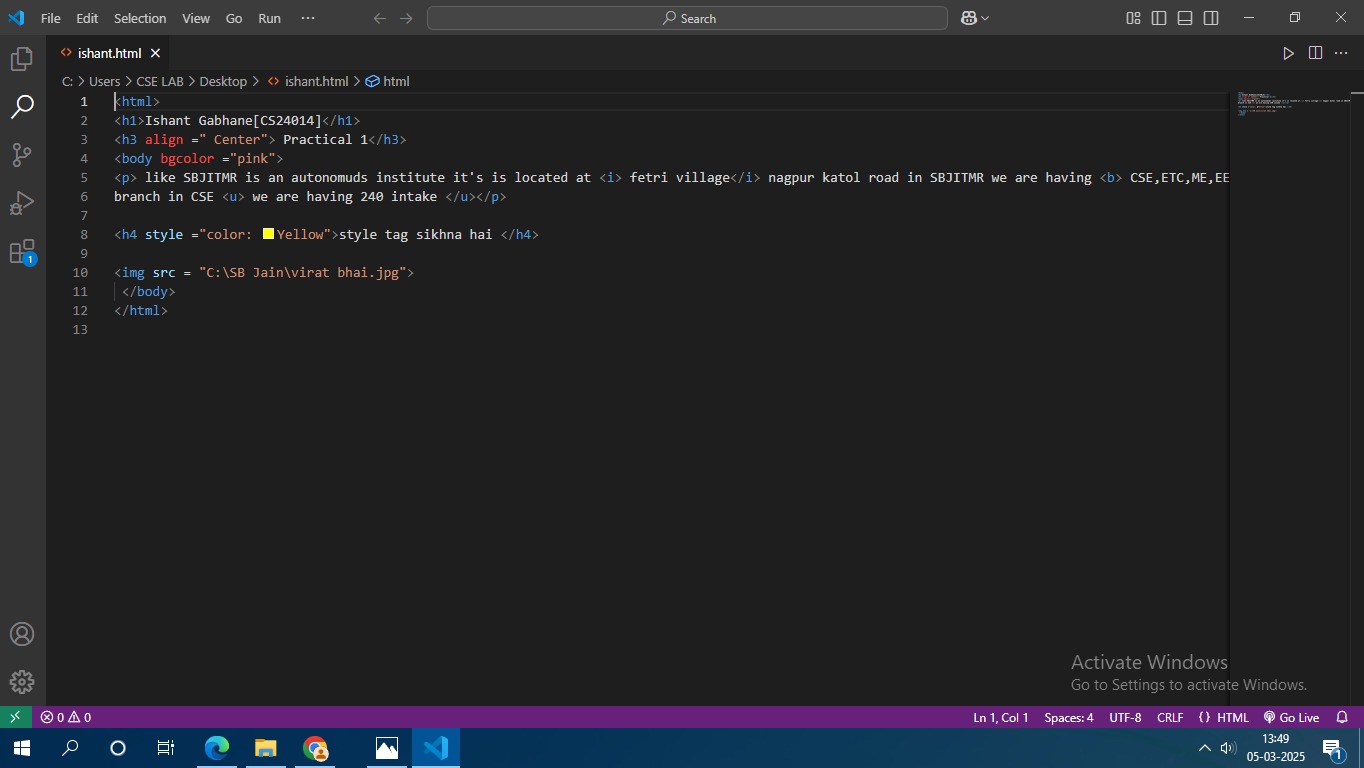 File Edit Selection View Go Run ··· Search
ishant.html
C: > Users > CSE LAB > Desktop > ishant.html > html
1 <html>
2 <h1>Ishant Gabhane[CS24014]</h1>
3 <h3 align =" Center"> Practical 1</h3>
4 <body bgcolor ="pink">
5 <p> like SBJITMR is an autonomuds institute it's is located at <i> fetri village</i> nagpur katol road in SBJITMR we are having <b> CSE,ETC,ME,EE
6 branch in CSE <u> we are having 240 intake </u></p>
7
8 <h4 style ="color: Yellow">style tag sikhna hai </h4>
9
10 <img src = "C:\SB Jain\virat bhai.jpg">
11 </body>
12 </html>
13
1
Activate Windows
Go to Settings to activate Windows.
0 0 Ln 1, Col 1 Spaces: 4 UTF-8 CRLF {} HTML Go Live
13:49
05-03-2025
1